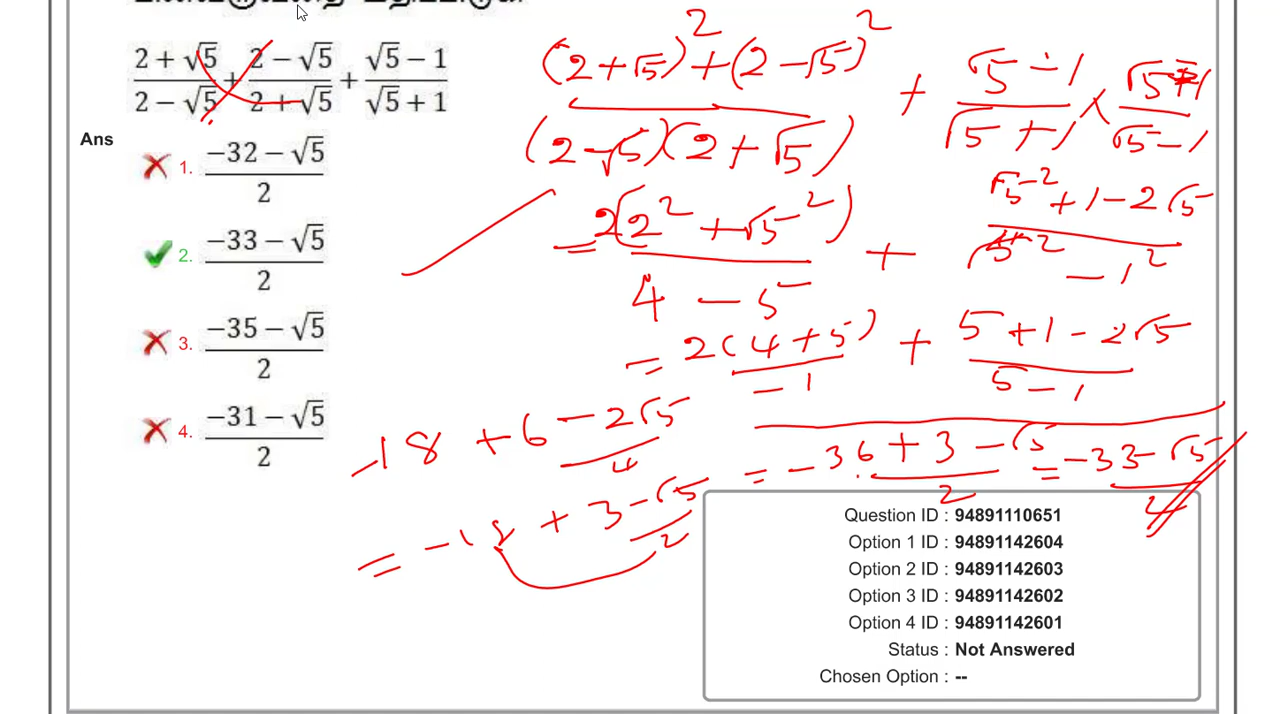 2 + √5 / 2 − √5 + 2 − √5 / 2 + √5 + √5 − 1 / √5 + 1
Ans
1. −32 − √5 / 2
2. −33 − √5 / 2
3. −35 − √5 / 2
4. −31 − √5 / 2
(2+√5)² + (2−√5)² / (2−√5)(2+√5) + √5−1 / √5+1 × √5−1 / √5−1
= 2(2² + √5²) / 4 − 5 + √5² + 1 − 2√5 / √5² − 1²
= 2(4+5) / −1 + 5 + 1 − 2√5 / 5 − 1
−18 + 6 − 2√5 / 4
= −18 + 3 − √5 / 2
= −36 + 3 − √5 / 2 = −33 − √5 / 2
Question ID : 94891110651
Option 1 ID : 94891142604
Option 2 ID : 94891142603
Option 3 ID : 94891142602
Option 4 ID : 94891142601
Status : Not Answered
Chosen Option : --